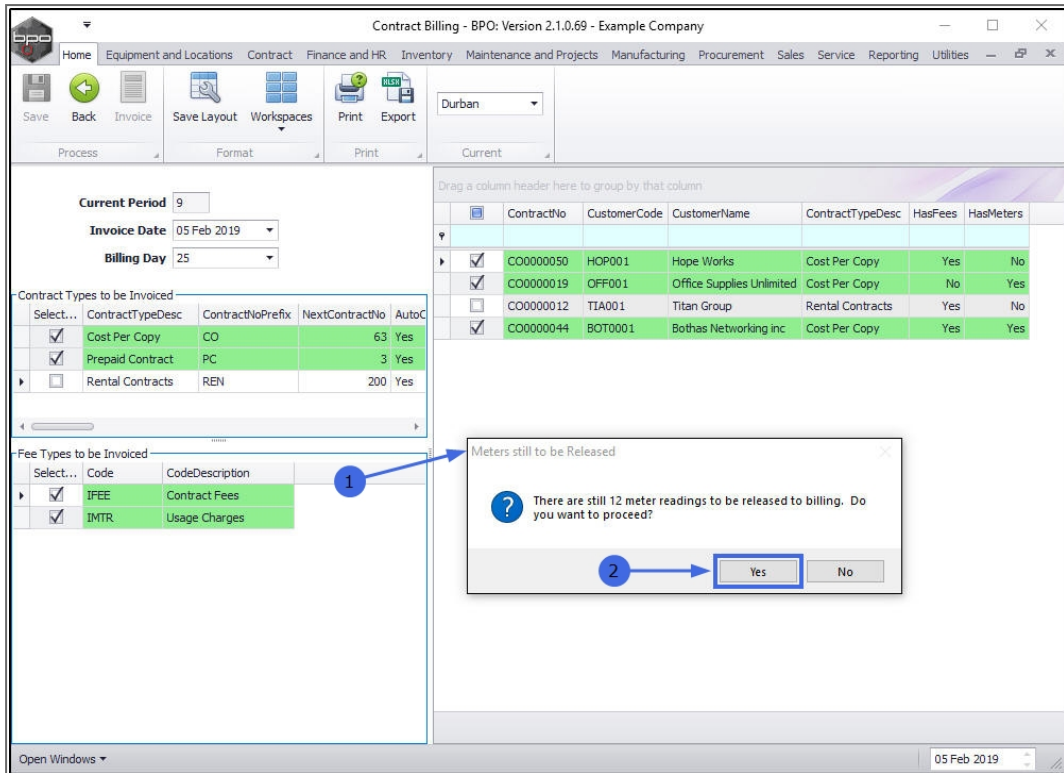 Contract Billing - BPO: Version 2.1.0.69 - Example Company
bpo
Home Equipment and Locations Contract Finance and HR Inventory Maintenance and Projects Manufacturing Procurement Sales Service Reporting Utilities
Save Back Invoice Save Layout Workspaces Print Export
XLSX
Durban
Process Format Print Current
Current Period 9
Invoice Date 05 Feb 2019
Billing Day 25
Contract Types to be Invoiced
Select... ContractTypeDesc ContractNoPrefix NextContractNo AutoC
Cost Per Copy CO 63 Yes
Prepaid Contract PC 3 Yes
Rental Contracts REN 200 Yes
Fee Types to be Invoiced
Select... Code CodeDescription
IFEE Contract Fees
IMTR Usage Charges
Drag a column header here to group by that column
ContractNo CustomerCode CustomerName ContractTypeDesc HasFees HasMeters
CO0000050 HOP001 Hope Works Cost Per Copy Yes No
CO0000019 OFF001 Office Supplies Unlimited Cost Per Copy No Yes
CO0000012 TIA001 Titan Group Rental Contracts Yes No
CO0000044 BOT0001 Bothas Networking inc Cost Per Copy Yes Yes
1
Meters still to be Released
There are still 12 meter readings to be released to billing. Do
you want to proceed?
2
Yes No
Open Windows
05 Feb 2019